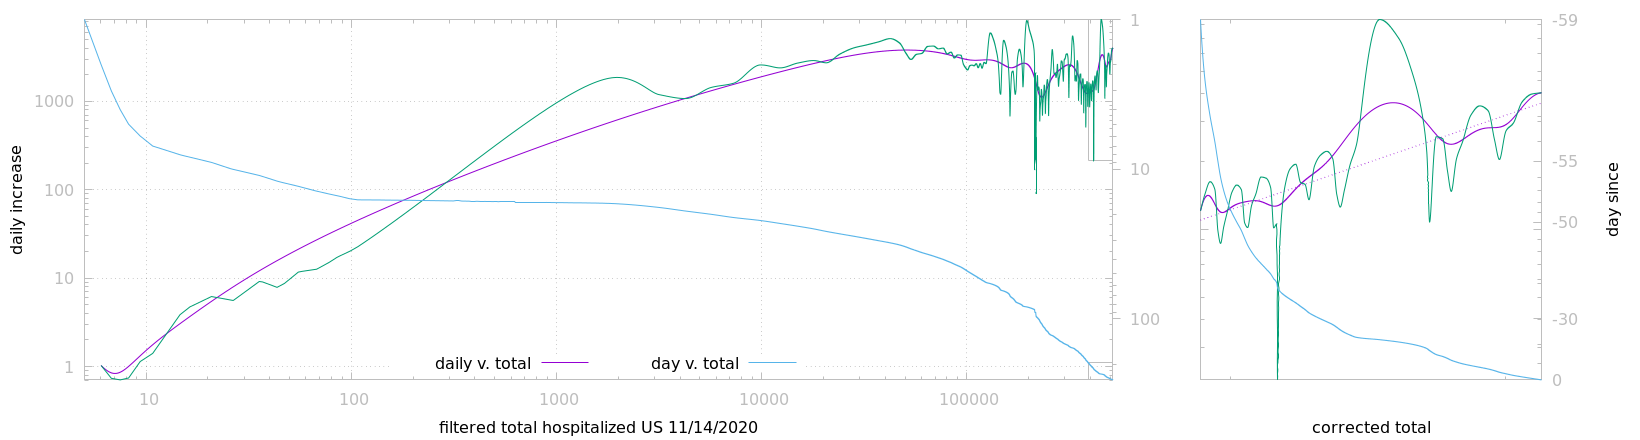 1000
100
10
1
daily increase
10
100
1000
10000
100000
filtered total hospitalized US 11/14/2020
daily v. total
day v. total
1
10
100
-59
-55
-50
-30
0
day since
corrected total